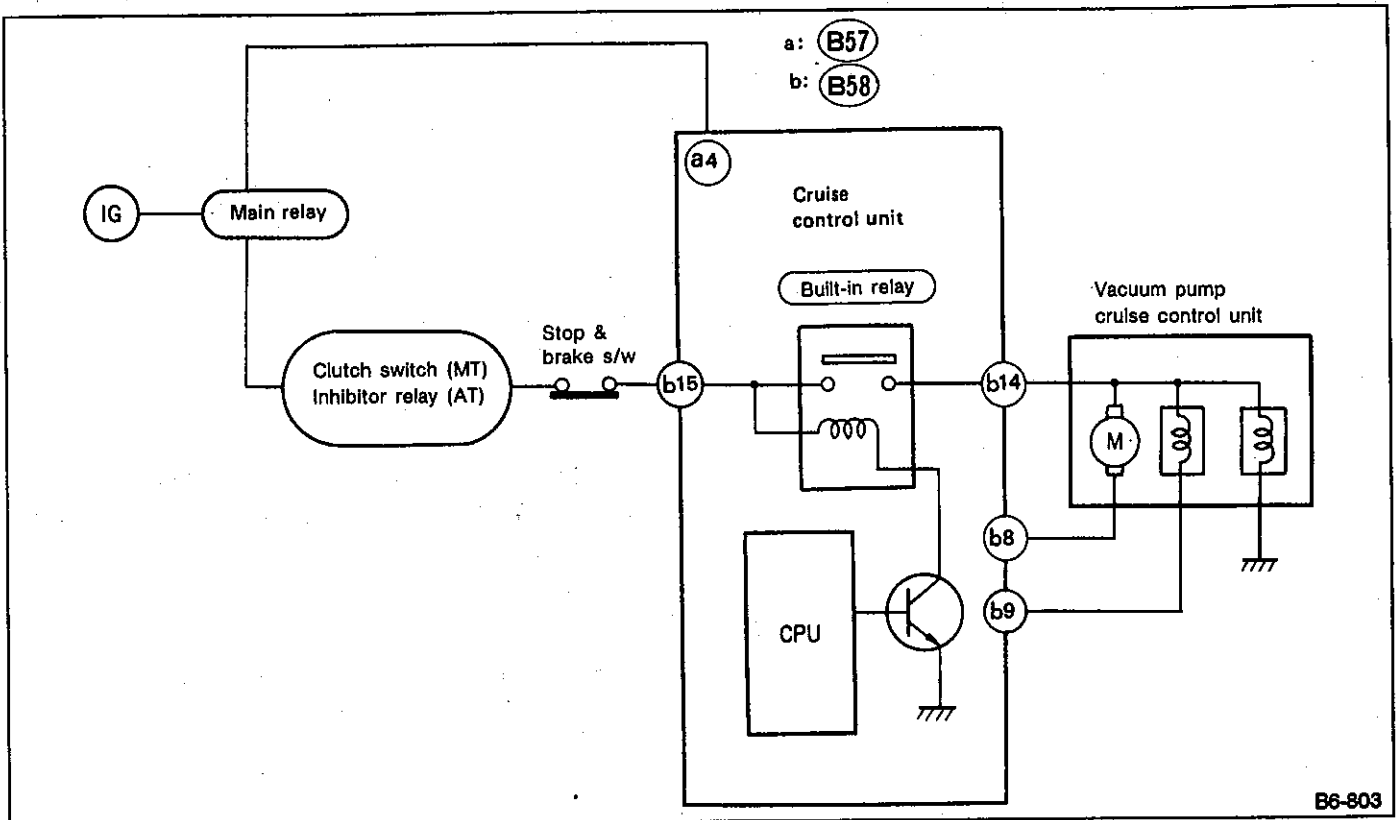 a: B57
b: B58
a4
Cruise
control unit
IG
Main relay
Built-in relay
Vacuum pump
cruise control unit
Stop &
brake s/w
Clutch switch (MT)
Inhibitor relay (AT)
b15
b14
M
b8
b9
CPU
B6-803